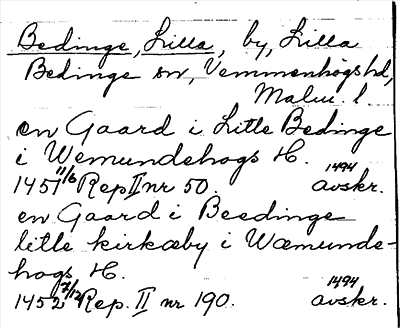 Bedinge, Lilla, by, Lilla
Bedinge sn, Vemmenhögs hd,
Malm. l.
en Gaard i Litle Bedinge
i Wemundehogs H.
1451 11/6 Rep II nr 50. 1494 avskr.
en Gaard i Beedinge
litle kirkæby i Wæmunde-
hogs H.
1452 7/12 Rep. II nr 190. 1494 avskr.